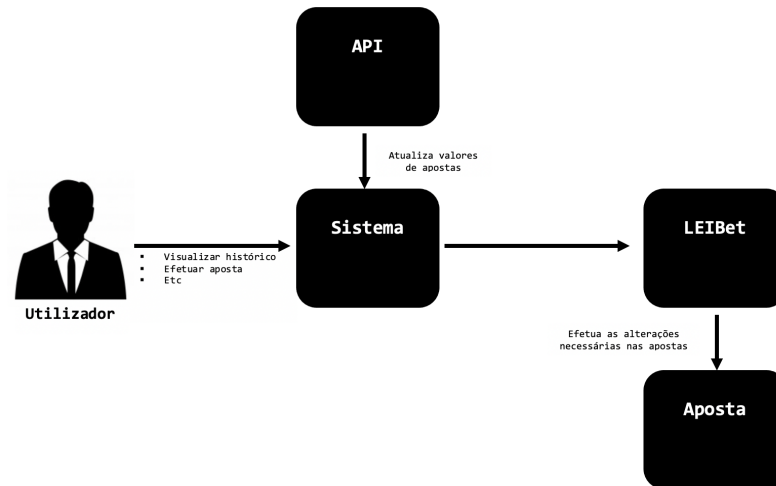 API
Atualiza valores
de apostas
Sistema
LEIBet
▪ Visualizar histórico
▪ Efetuar aposta
▪ Etc
Utilizador
Efetua as alterações
necessárias nas apostas
Aposta